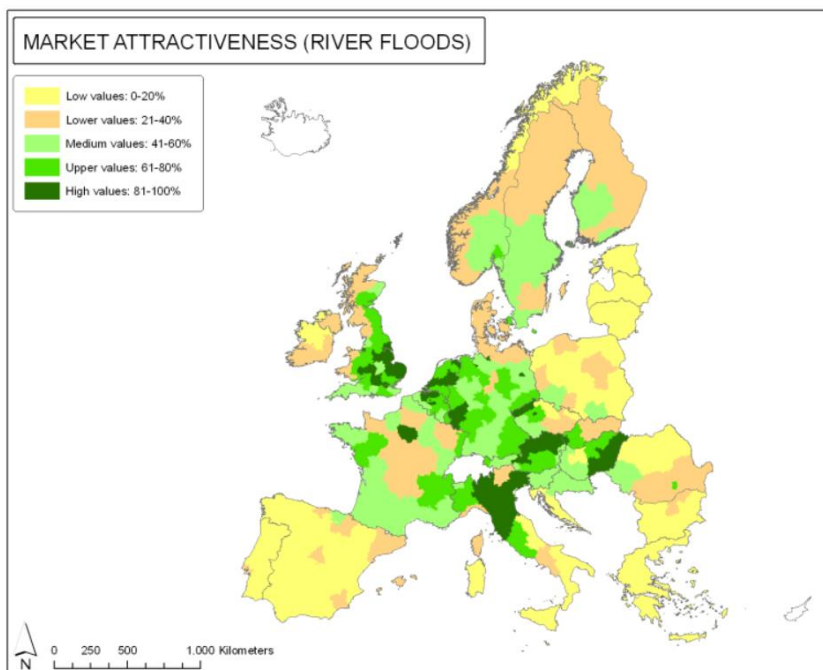 MARKET ATTRACTIVENESS (RIVER FLOODS)
Low values: 0-20%
Lower values: 21-40%
Medium values: 41-60%
Upper values: 61-80%
High values: 81-100%
N
0 250 500 1.000 Kilometers